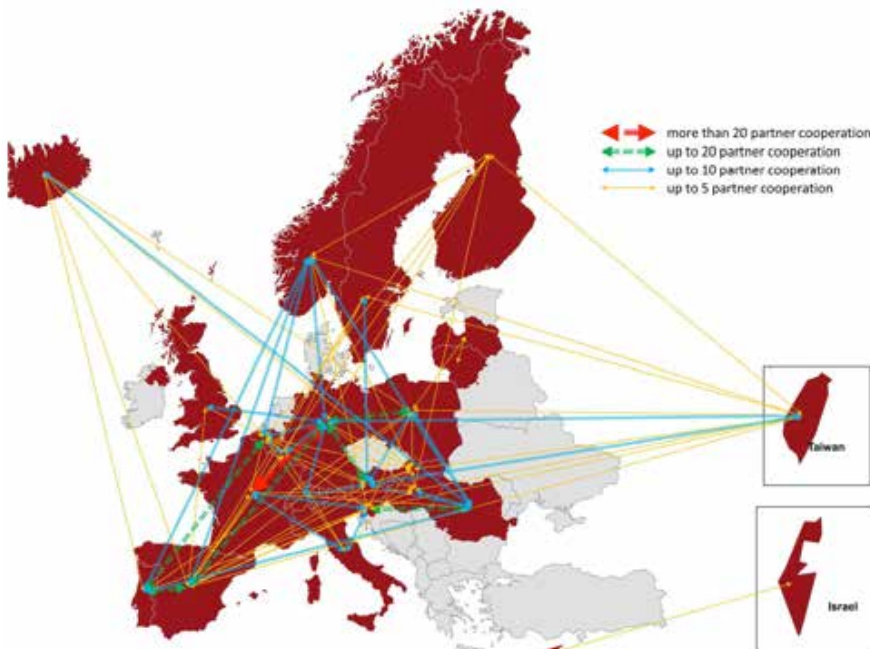 more than 20 partner cooperation
up to 20 partner cooperation
up to 10 partner cooperation
up to 5 partner cooperation
Taiwan
Israel